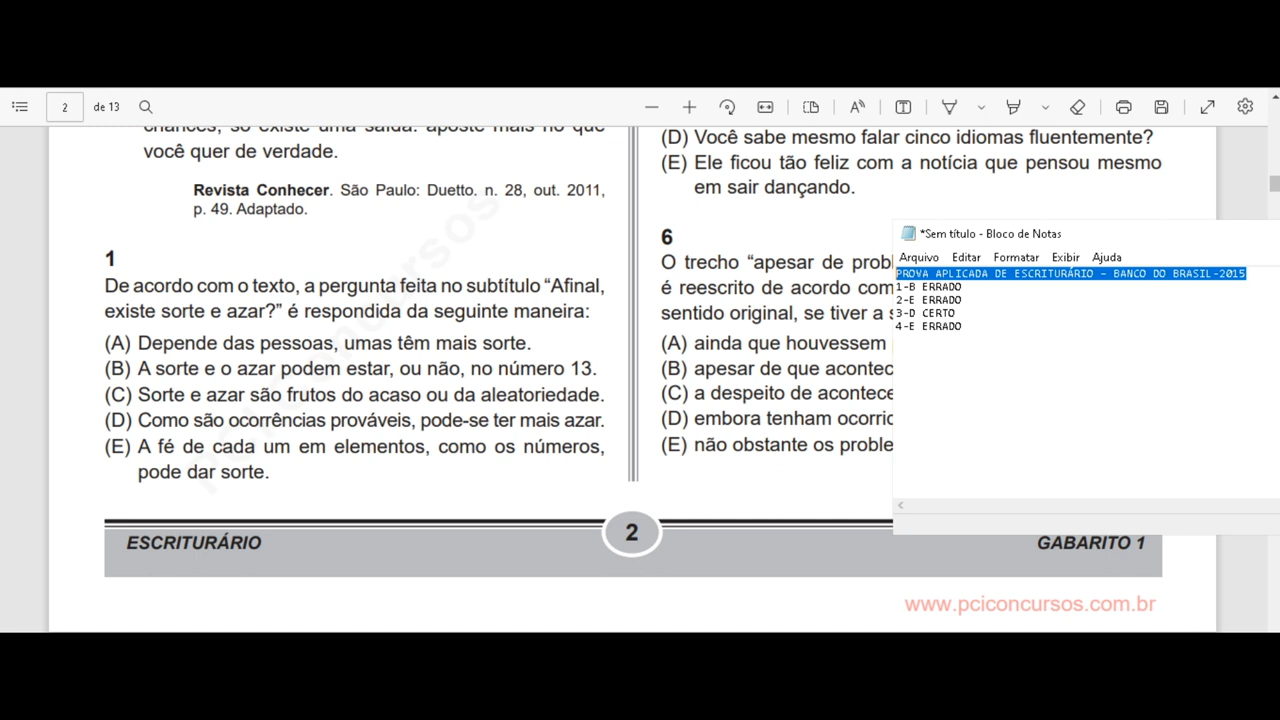 2
de 13
chances, só existe uma saída: aposte mais no que
você quer de verdade.
Revista Conhecer. São Paulo: Duetto. n. 28, out. 2011,
p. 49. Adaptado.
1
De acordo com o texto, a pergunta feita no subtítulo “Afinal,
existe sorte e azar?” é respondida da seguinte maneira:
(A) Depende das pessoas, umas têm mais sorte.
(B) A sorte e o azar podem estar, ou não, no número 13.
(C) Sorte e azar são frutos do acaso ou da aleatoriedade.
(D) Como são ocorrências prováveis, pode-se ter mais azar.
(E) A fé de cada um em elementos, como os números,
pode dar sorte.
(D) Você sabe mesmo falar cinco idiomas fluentemente?
(E) Ele ficou tão feliz com a notícia que pensou mesmo
em sair dançando.
6
O trecho “apesar de probl
é reescrito de acordo com
sentido original, se tiver a s
(A) ainda que houvessem
(B) apesar de que acontec
(C) a despeito de acontece
(D) embora tenham ocorric
(E) não obstante os proble
*Sem título - Bloco de Notas
Arquivo Editar Formatar Exibir Ajuda
PROVA APLICADA DE ESCRITURÁRIO - BANCO DO BRASIL-2015
1-B ERRADO
2-E ERRADO
3-D CERTO
4-E ERRADO
ESCRITURÁRIO
2
GABARITO 1
www.pciconcursos.com.br
pciconcursos